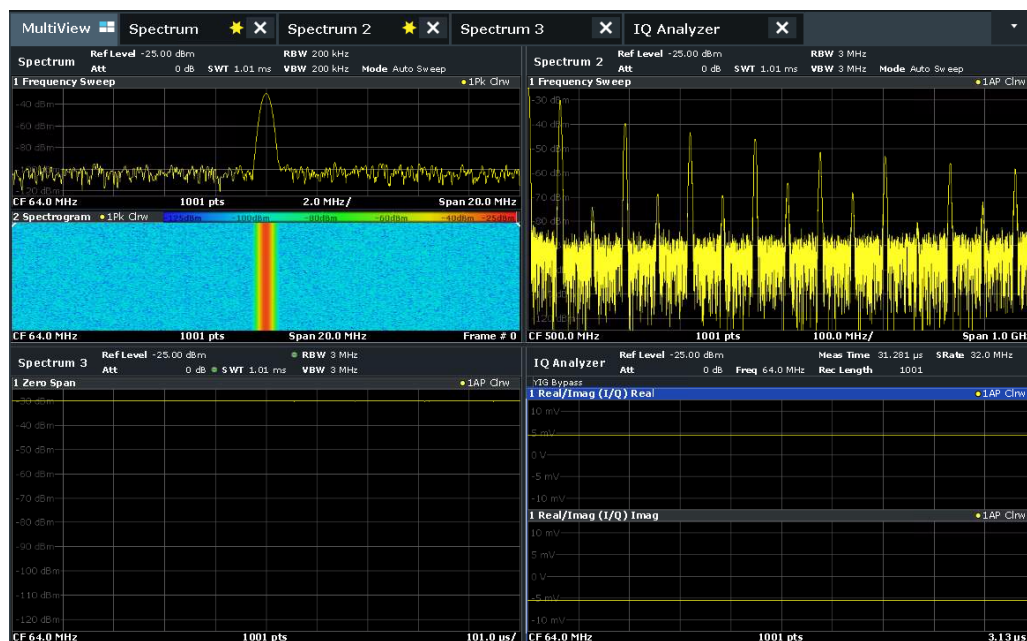 MultiView Spectrum Spectrum 2 Spectrum 3 IQ Analyzer
Spectrum Ref Level -25.00 dBm RBW 200 kHz
Att 0 dB SWT 1.01 ms VBW 200 kHz Mode Auto Sweep
1 Frequency Sweep 1Pk Clrw
-40 dBm
-60 dBm
-80 dBm
-120 dBm
CF 64.0 MHz 1001 pts 2.0 MHz/ Span 20.0 MHz
2 Spectrogram 1Pk Clrw -125dBm -100dBm -80dBm -60dBm -40dBm -25dBm
CF 64.0 MHz 1001 pts Span 20.0 MHz Frame # 0
Spectrum 2 Ref Level -25.00 dBm RBW 3 MHz
Att 0 dB SWT 1.01 ms VBW 3 MHz Mode Auto Sweep
1 Frequency Sweep 1AP Clrw
-30 dBm
-40 dBm
-50 dBm
-60 dBm
-70 dBm
-80 dBm
CF 500.0 MHz 1001 pts 100.0 MHz/ Span 1.0 GH
Spectrum 3 Ref Level -25.00 dBm RBW 3 MHz
Att 0 dB SWT 1.01 ms VBW 3 MHz
1 Zero Span 1AP Clrw
-30 dBm
-40 dBm
-50 dBm
-60 dBm
-70 dBm
-80 dBm
-90 dBm
-100 dBm
-110 dBm
-120 dBm
CF 64.0 MHz 1001 pts 101.0 µs/
IQ Analyzer Ref Level -25.00 dBm Meas Time 31.281 µs SRate 32.0 MHz
Att 0 dB Freq 64.0 MHz Rec Length 1001
YIG Bypass
1 Real/Imag (I/Q) Real 1AP Clrw
10 mV
5 mV
0 V
-5 mV
-10 mV
1 Real/Imag (I/Q) Imag 1AP Clrw
10 mV
5 mV
0 V
-5 mV
-10 mV
CF 64.0 MHz 1001 pts 3.13 µs